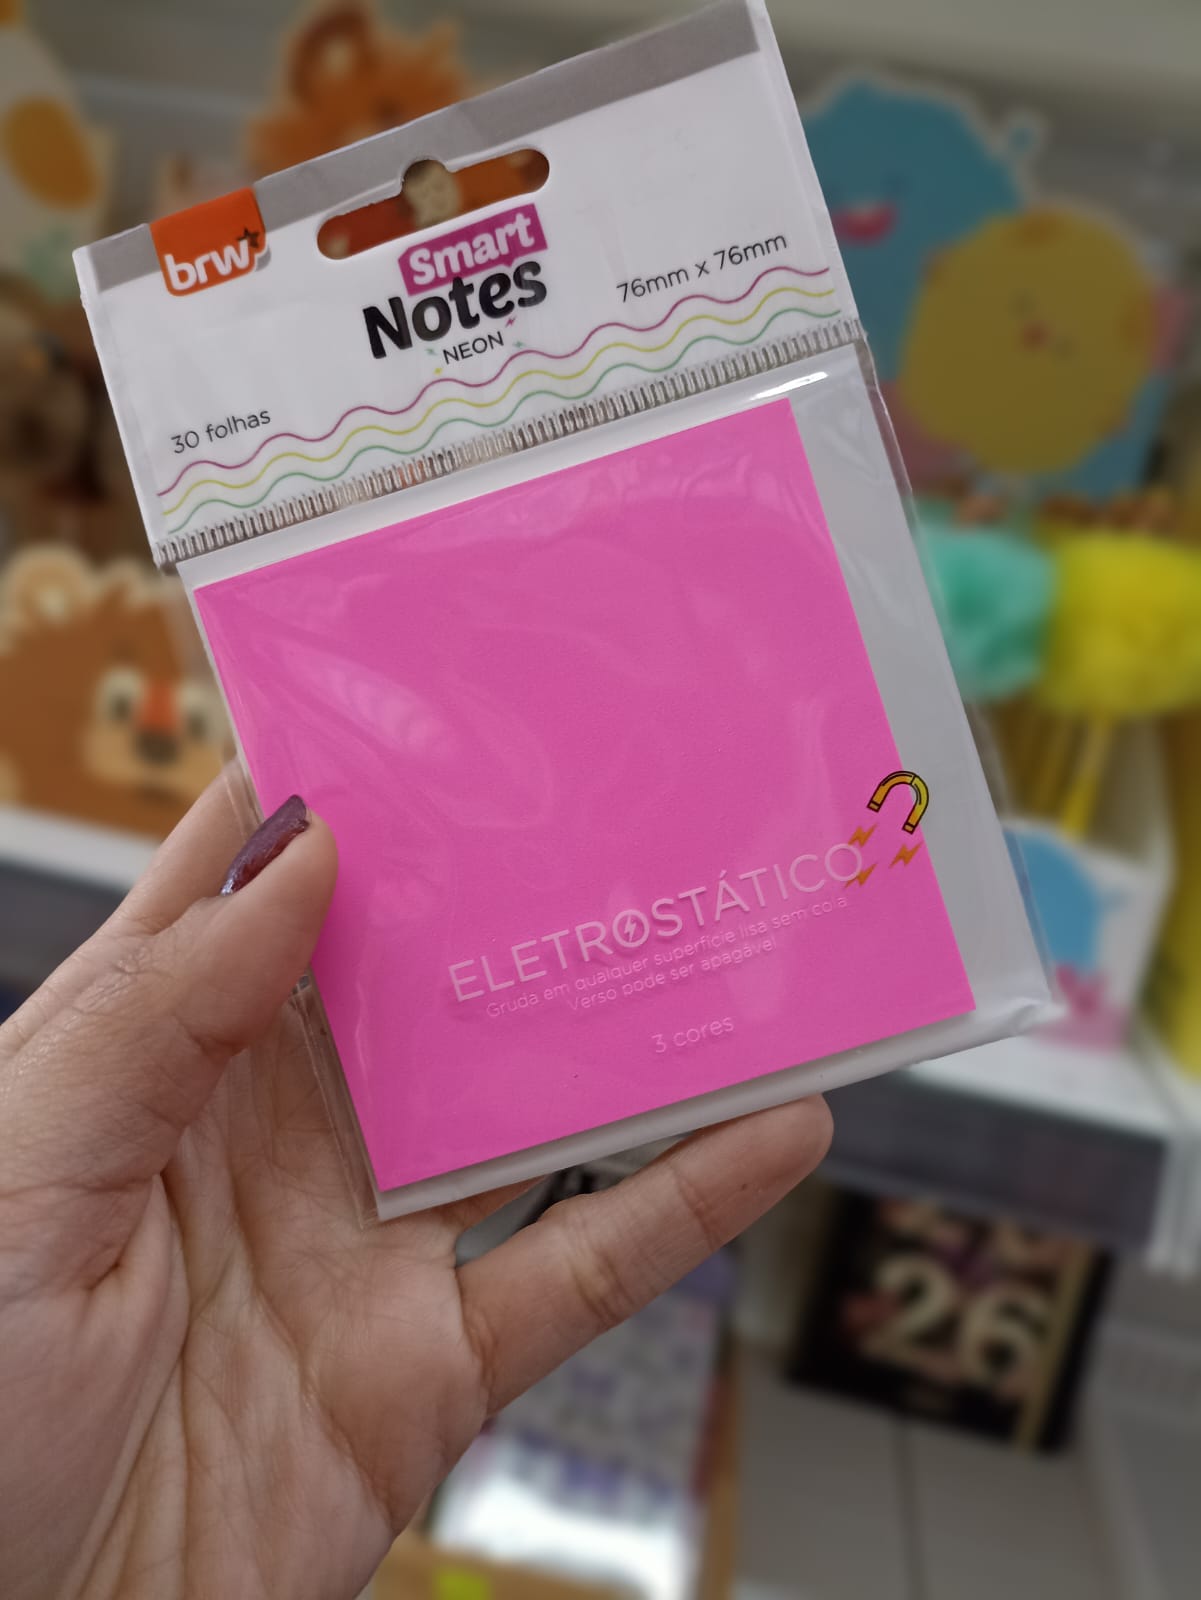 brw
Smart
Notes
NEON
76mm x 76mm
30 folhas
ELETROSTÁTICO
Gruda em qualquer superfície lisa sem cola
Verso pode ser apagável
3 cores
26